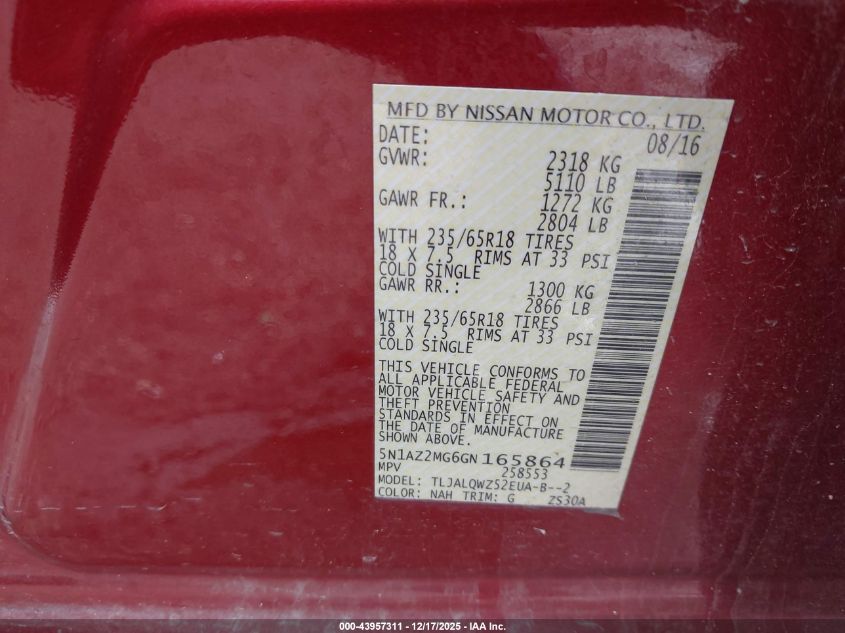 MFD BY NISSAN MOTOR CO., LTD.
DATE: 08/16
GVWR: 2318 KG
5110 LB
GAWR FR.: 1272 KG
2804 LB
WITH 235/65R18 TIRES
18 X 7.5 RIMS AT 33 PSI
COLD SINGLE
GAWR RR.: 1300 KG
2866 LB
WITH 235/65R18 TIRES
18 X 7.5 RIMS AT 33 PSI
COLD SINGLE
THIS VEHICLE CONFORMS TO
ALL APPLICABLE FEDERAL
MOTOR VEHICLE SAFETY AND
THEFT PREVENTION
STANDARDS IN EFFECT ON
THE DATE OF MANUFACTURE
SHOWN ABOVE.
5N1AZ2MG6GN165864
MPV 258553
MODEL: TLJALQWZ52EUA-B--2
COLOR: NAH TRIM: G ZS30A
000-43957311 - 12/17/2025 - IAA Inc.